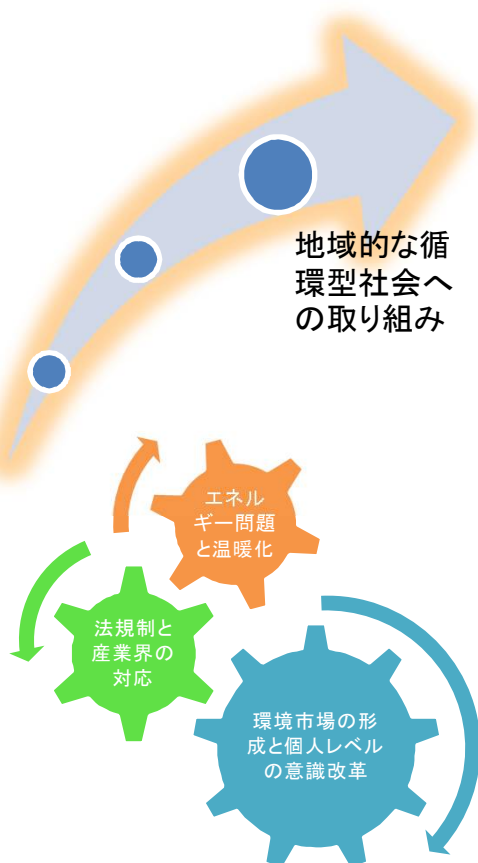 地域的な循
環型社会へ
の取り組み
エネル
ギー問題
と温暖化
法規制と
産業界の
対応
環境市場の形
成と個人レベル
の意識改革